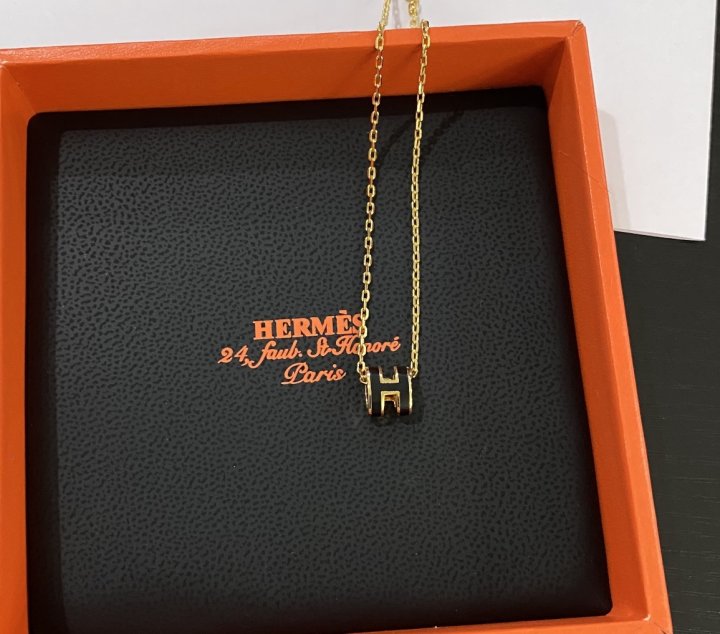 HERMÈS
24, faub. St-Honoré
Paris
H